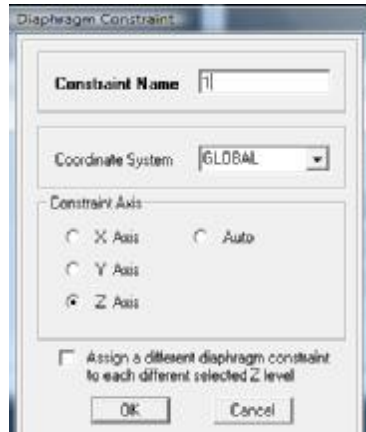 Diaphragm Constraint
Constraint Name 1
Coordinate System GLOBAL
Constraint Axis
X Axis Auto
Y Axis
Z Axis
Assign a different diaphragm constraint
to each different selected Z level
OK Cancel